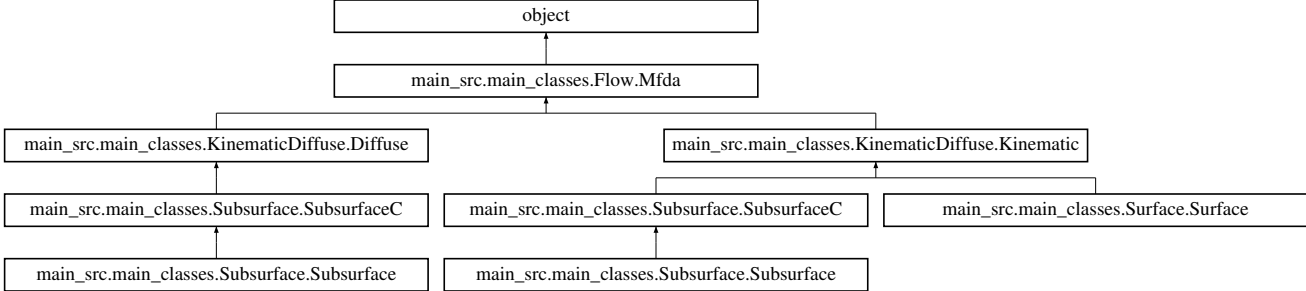 object
main_src.main_classes.Flow.Mfda
main_src.main_classes.KinematicDiffuse.Diffuse
main_src.main_classes.KinematicDiffuse.Kinematic
main_src.main_classes.Subsurface.SubsurfaceC
main_src.main_classes.Subsurface.SubsurfaceC
main_src.main_classes.Surface.Surface
main_src.main_classes.Subsurface.Subsurface
main_src.main_classes.Subsurface.Subsurface